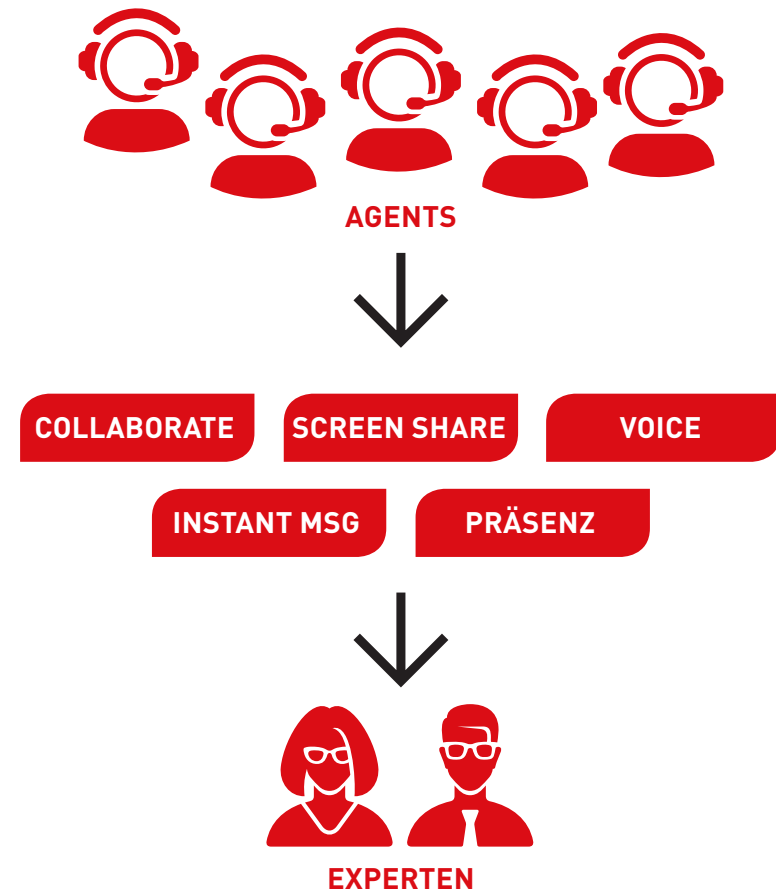 AGENTS
COLLABORATE
SCREEN SHARE
VOICE
INSTANT MSG
PRÄSENZ
EXPERTEN